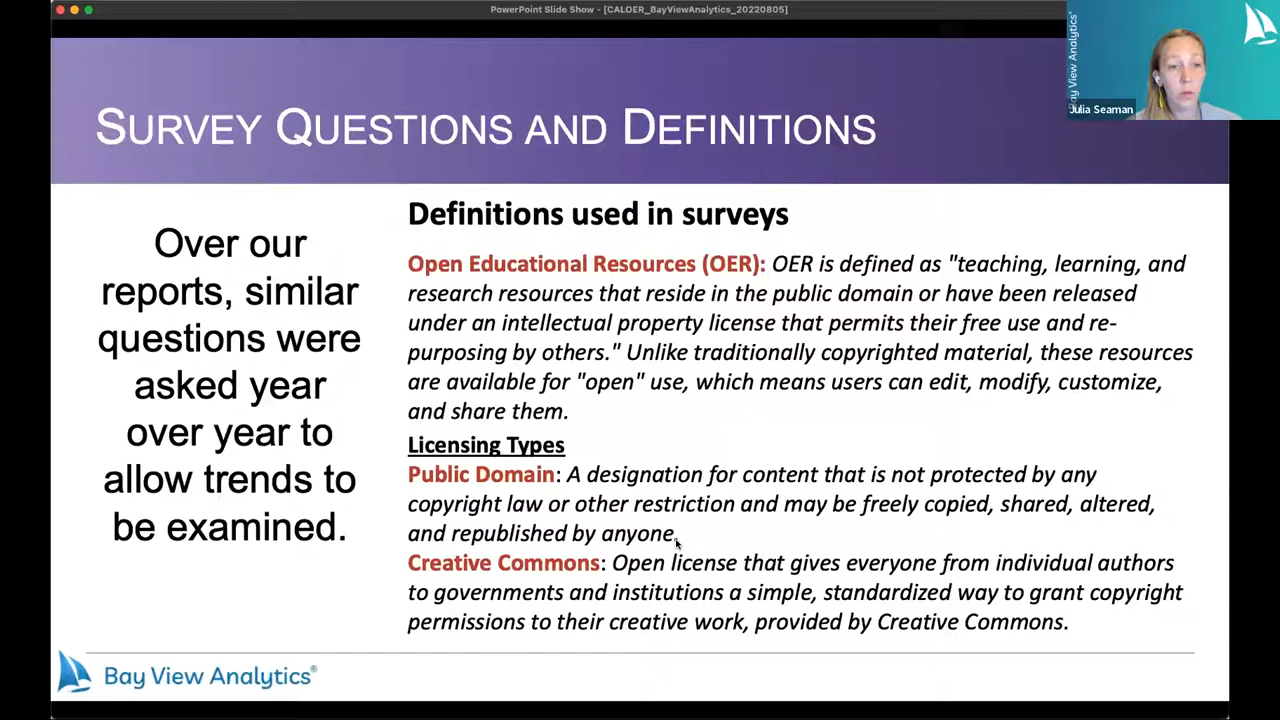 PowerPoint Slide Show - [CALOER_BayViewAnalytics_20220805]
Bay View Analytics®
Julia Seaman
SURVEY QUESTIONS AND DEFINITIONS
Over our
reports, similar
questions were
asked year
over year to
allow trends to
be examined.
Definitions used in surveys
Open Educational Resources (OER): OER is defined as "teaching, learning, and
research resources that reside in the public domain or have been released
under an intellectual property license that permits their free use and re-
purposing by others." Unlike traditionally copyrighted material, these resources
are available for "open" use, which means users can edit, modify, customize,
and share them.
Licensing Types
Public Domain: A designation for content that is not protected by any
copyright law or other restriction and may be freely copied, shared, altered,
and republished by anyone.
Creative Commons: Open license that gives everyone from individual authors
to governments and institutions a simple, standardized way to grant copyright
permissions to their creative work, provided by Creative Commons.
Bay View Analytics®